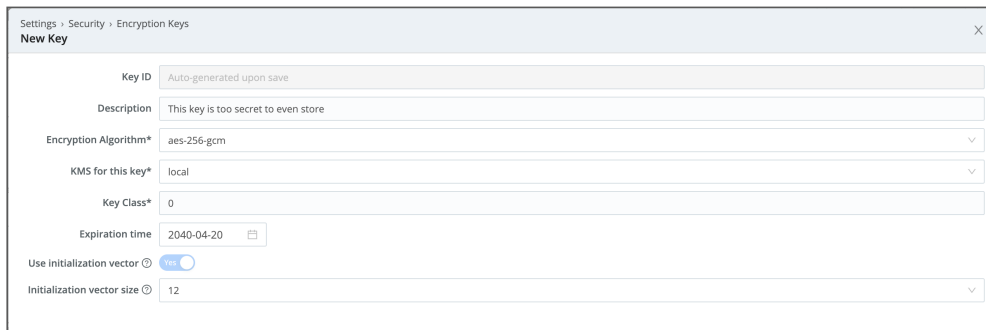 Settings › Security › Encryption Keys
New Key
Key ID Auto-generated upon save
Description This key is too secret to even store
Encryption Algorithm* aes-256-gcm
KMS for this key* local
Key Class* 0
Expiration time 2040-04-20
Use initialization vector Yes
Initialization vector size 12